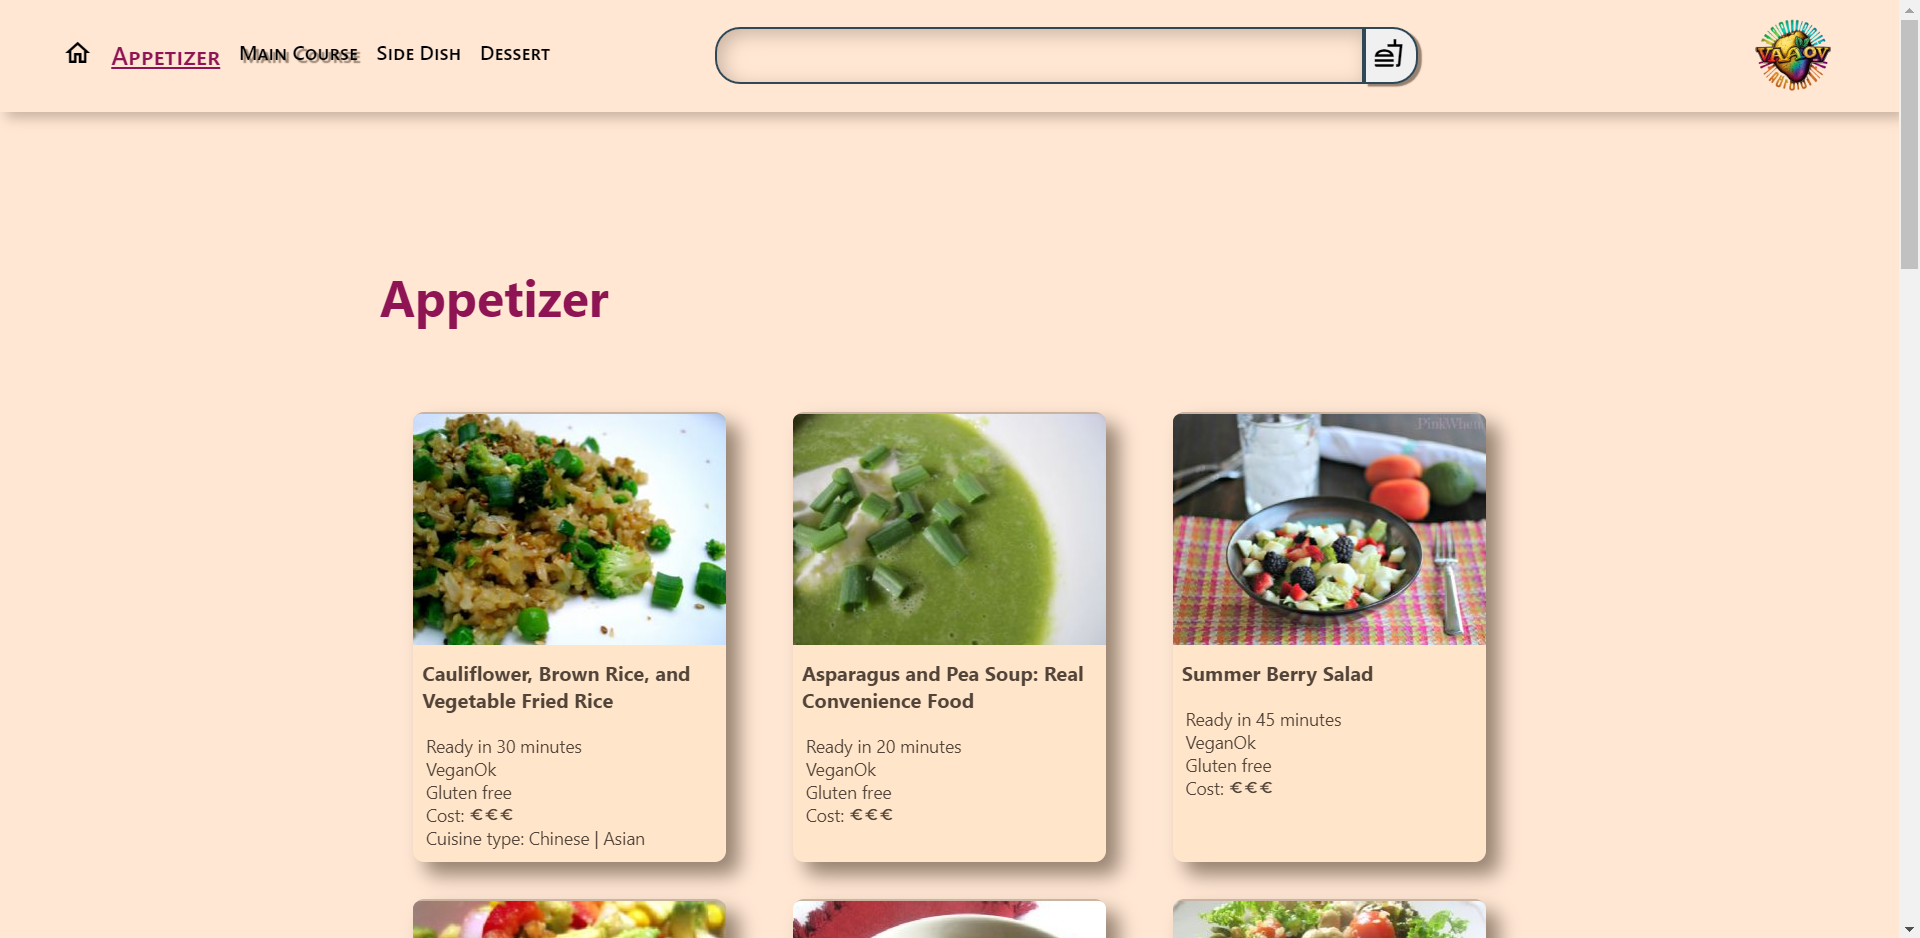 Appetizer Main Course Side Dish Dessert
VAAOV
Appetizer
PinkWhen
Cauliflower, Brown Rice, and
Vegetable Fried Rice
Ready in 30 minutes
VeganOk
Gluten free
Cost: €€€
Cuisine type: Chinese | Asian
Asparagus and Pea Soup: Real
Convenience Food
Ready in 20 minutes
VeganOk
Gluten free
Cost: €€€
Summer Berry Salad
Ready in 45 minutes
VeganOk
Gluten free
Cost: €€€